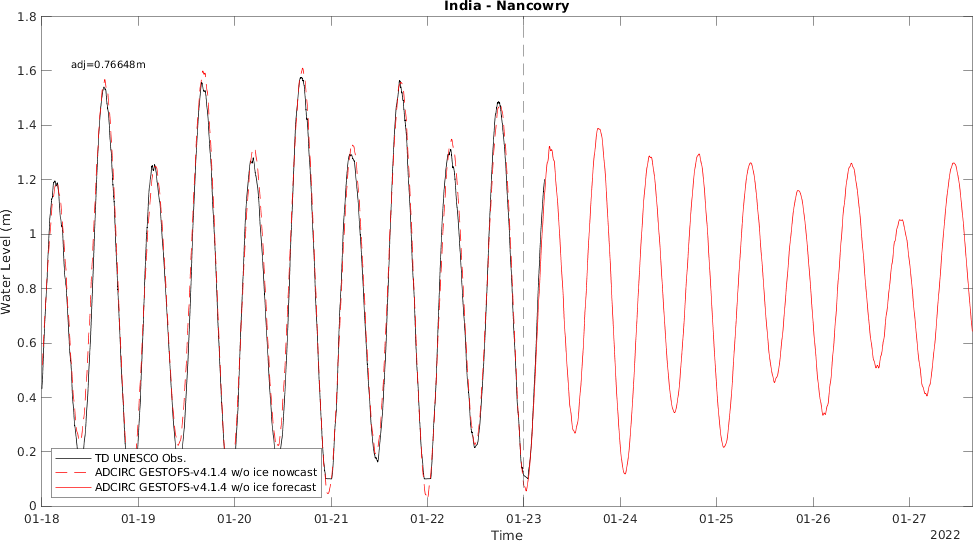 India - Nancowry
adj=0.76648m
1.8
1.6
1.4
1.2
1
0.8
0.6
0.4
0.2
0
Water Level (m)
TD UNESCO Obs.
ADCIRC GESTOFS-v4.1.4 w/o ice nowcast
ADCIRC GESTOFS-v4.1.4 w/o ice forecast
01-18 01-19 01-20 01-21 01-22 01-23 01-24 01-25 01-26 01-27
Time
2022